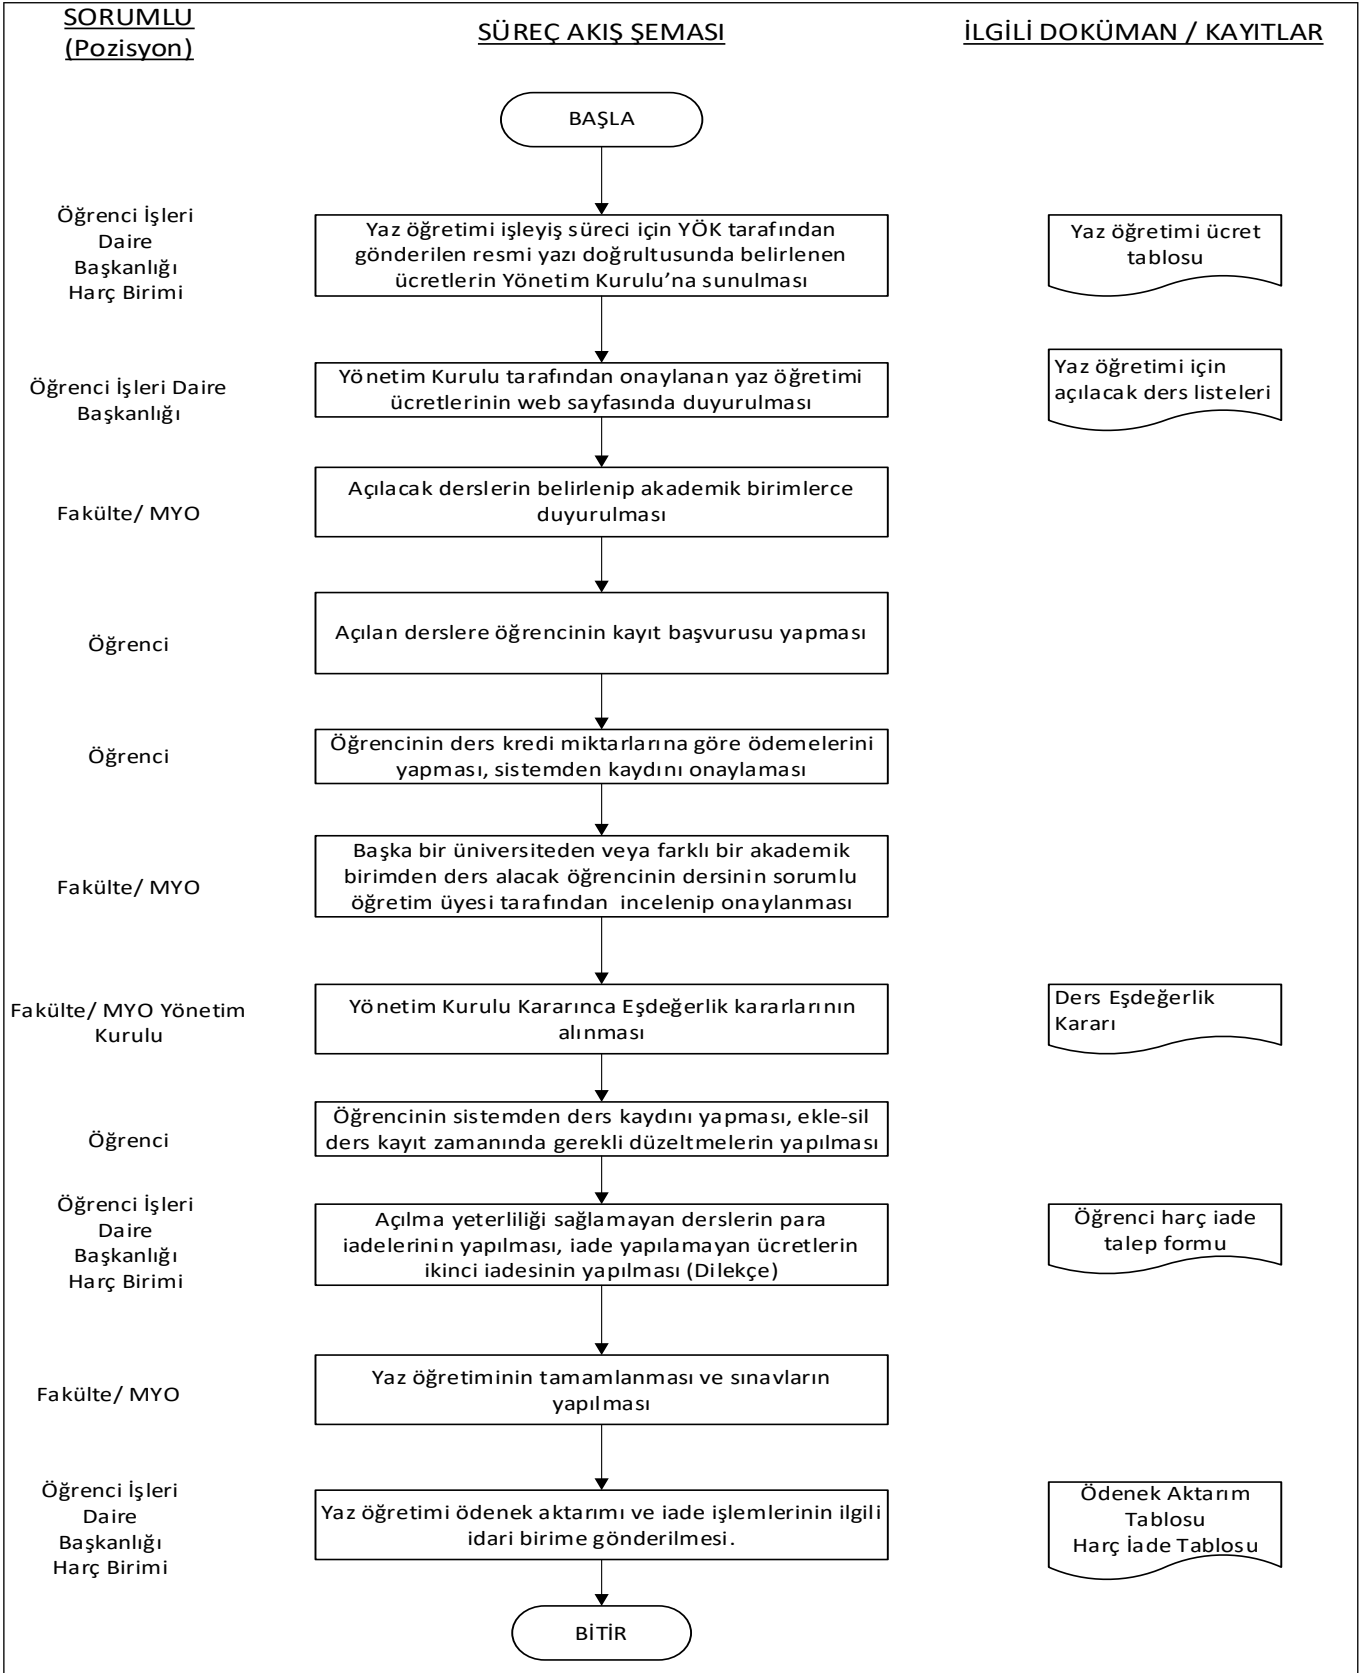 SORUMLU
(Pozisyon)
SÜREÇ AKIŞ ŞEMASI
İLGİLİ DOKÜMAN / KAYITLAR
BAŞLA
Öğrenci İşleri
Daire
Başkanlığı
Harç Birimi
Yaz öğretimi işleyiş süreci için YÖK tarafından
gönderilen resmi yazı doğrultusunda belirlenen
ücretlerin Yönetim Kurulu’na sunulması
Yaz öğretimi ücret
tablosu
Öğrenci İşleri Daire
Başkanlığı
Yönetim Kurulu tarafından onaylanan yaz öğretimi
ücretlerinin web sayfasında duyurulması
Yaz öğretimi için
açılacak ders listeleri
Fakülte/ MYO
Açılacak derslerin belirlenip akademik birimlerce
duyurulması
Öğrenci
Açılan derslere öğrencinin kayıt başvurusu yapması
Öğrenci
Öğrencinin ders kredi miktarlarına göre ödemelerini
yapması, sistemden kaydını onaylaması
Fakülte/ MYO
Başka bir üniversiteden veya farklı bir akademik
birimden ders alacak öğrencinin dersinin sorumlu
öğretim üyesi tarafından incelenip onaylanması
Fakülte/ MYO Yönetim
Kurulu
Yönetim Kurulu Kararınca Eşdeğerlik kararlarının
alınması
Ders Eşdeğerlik
Kararı
Öğrenci
Öğrencinin sistemden ders kaydını yapması, ekle-sil
ders kayıt zamanında gerekli düzeltmelerin yapılması
Öğrenci İşleri
Daire
Başkanlığı
Harç Birimi
Açılma yeterliliği sağlamayan derslerin para
iadelerinin yapılması, iade yapılamayan ücretlerin
ikinci iadesinin yapılması (Dilekçe)
Öğrenci harç iade
talep formu
Fakülte/ MYO
Yaz öğretiminin tamamlanması ve sınavların
yapılması
Öğrenci İşleri
Daire
Başkanlığı
Harç Birimi
Yaz öğretimi ödenek aktarımı ve iade işlemlerinin ilgili
idari birime gönderilmesi.
Ödenek Aktarım
Tablosu
Harç İade Tablosu
BİTİR